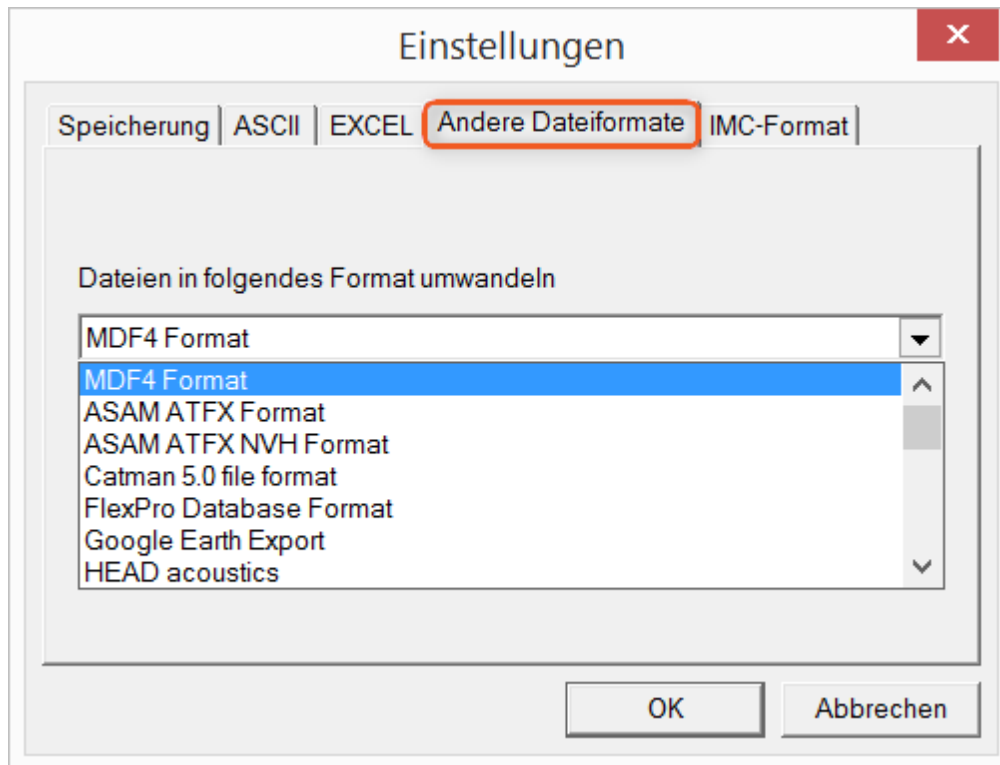 Einstellungen
Speicherung ASCII EXCEL Andere Dateiformate IMC-Format
Dateien in folgendes Format umwandeln
MDF4 Format
MDF4 Format
ASAM ATFX Format
ASAM ATFX NVH Format
Catman 5.0 file format
FlexPro Database Format
Google Earth Export
HEAD acoustics
OK Abbrechen